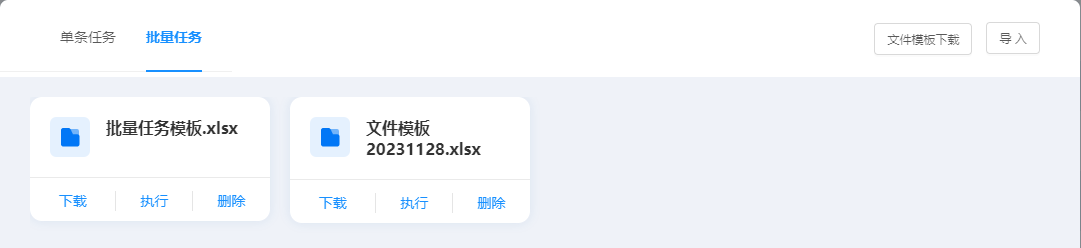 单条任务
批量任务
文件模板下载
导 入
批量任务模板.xlsx
下载
执行
删除
文件模板
20231128.xlsx
下载
执行
删除